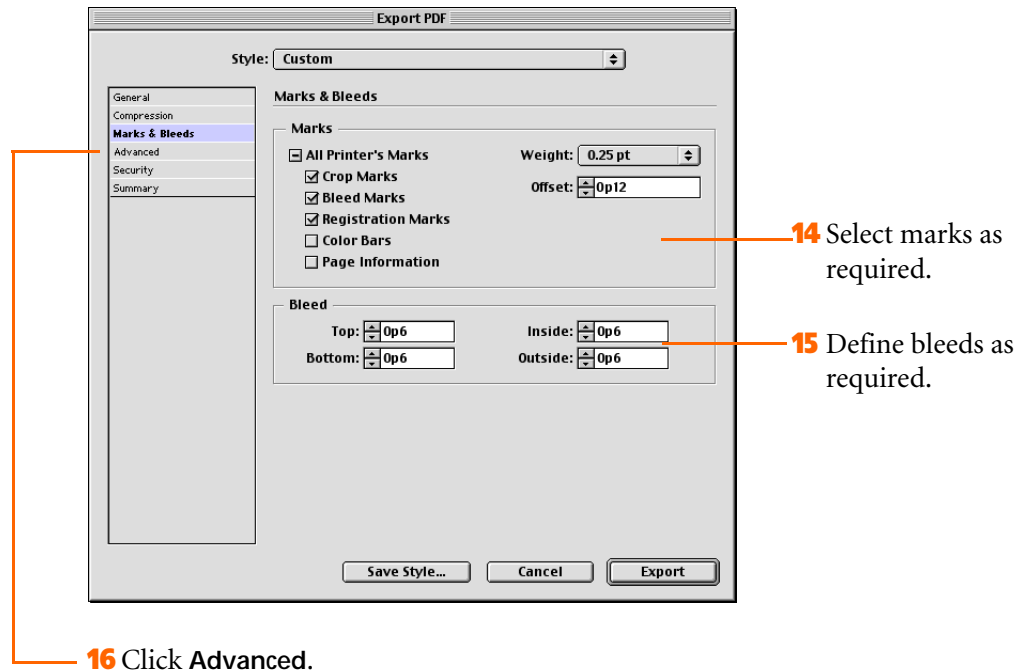 Export PDF
Style: Custom
General
Compression
Marks & Bleeds
Advanced
Security
Summary
Marks & Bleeds
Marks
All Printer's Marks
Crop Marks
Bleed Marks
Registration Marks
Color Bars
Page Information
Weight: 0.25 pt
Offset: 0p12
Bleed
Top: 0p6
Bottom: 0p6
Inside: 0p6
Outside: 0p6
Save Style...
Cancel
Export
14 Select marks as
required.
15 Define bleeds as
required.
16 Click Advanced.